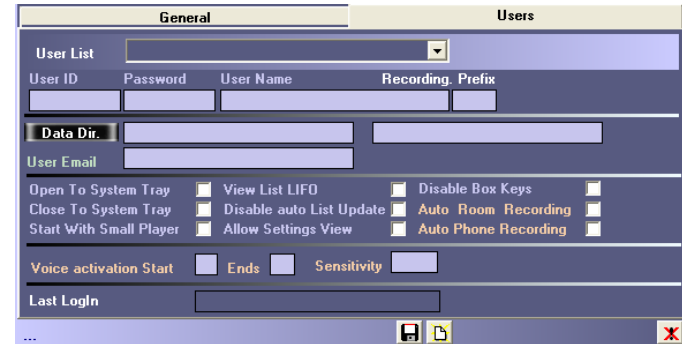 General Users
User List
User ID Password User Name Recording. Prefix
Data Dir.
User Email
Open To System Tray View List LIFO Disable Box Keys
Close To System Tray Disable auto List Update Auto Room Recording
Start With Small Player Allow Settings View Auto Phone Recording
Voice activation Start Ends Sensitivity
Last LogIn
...